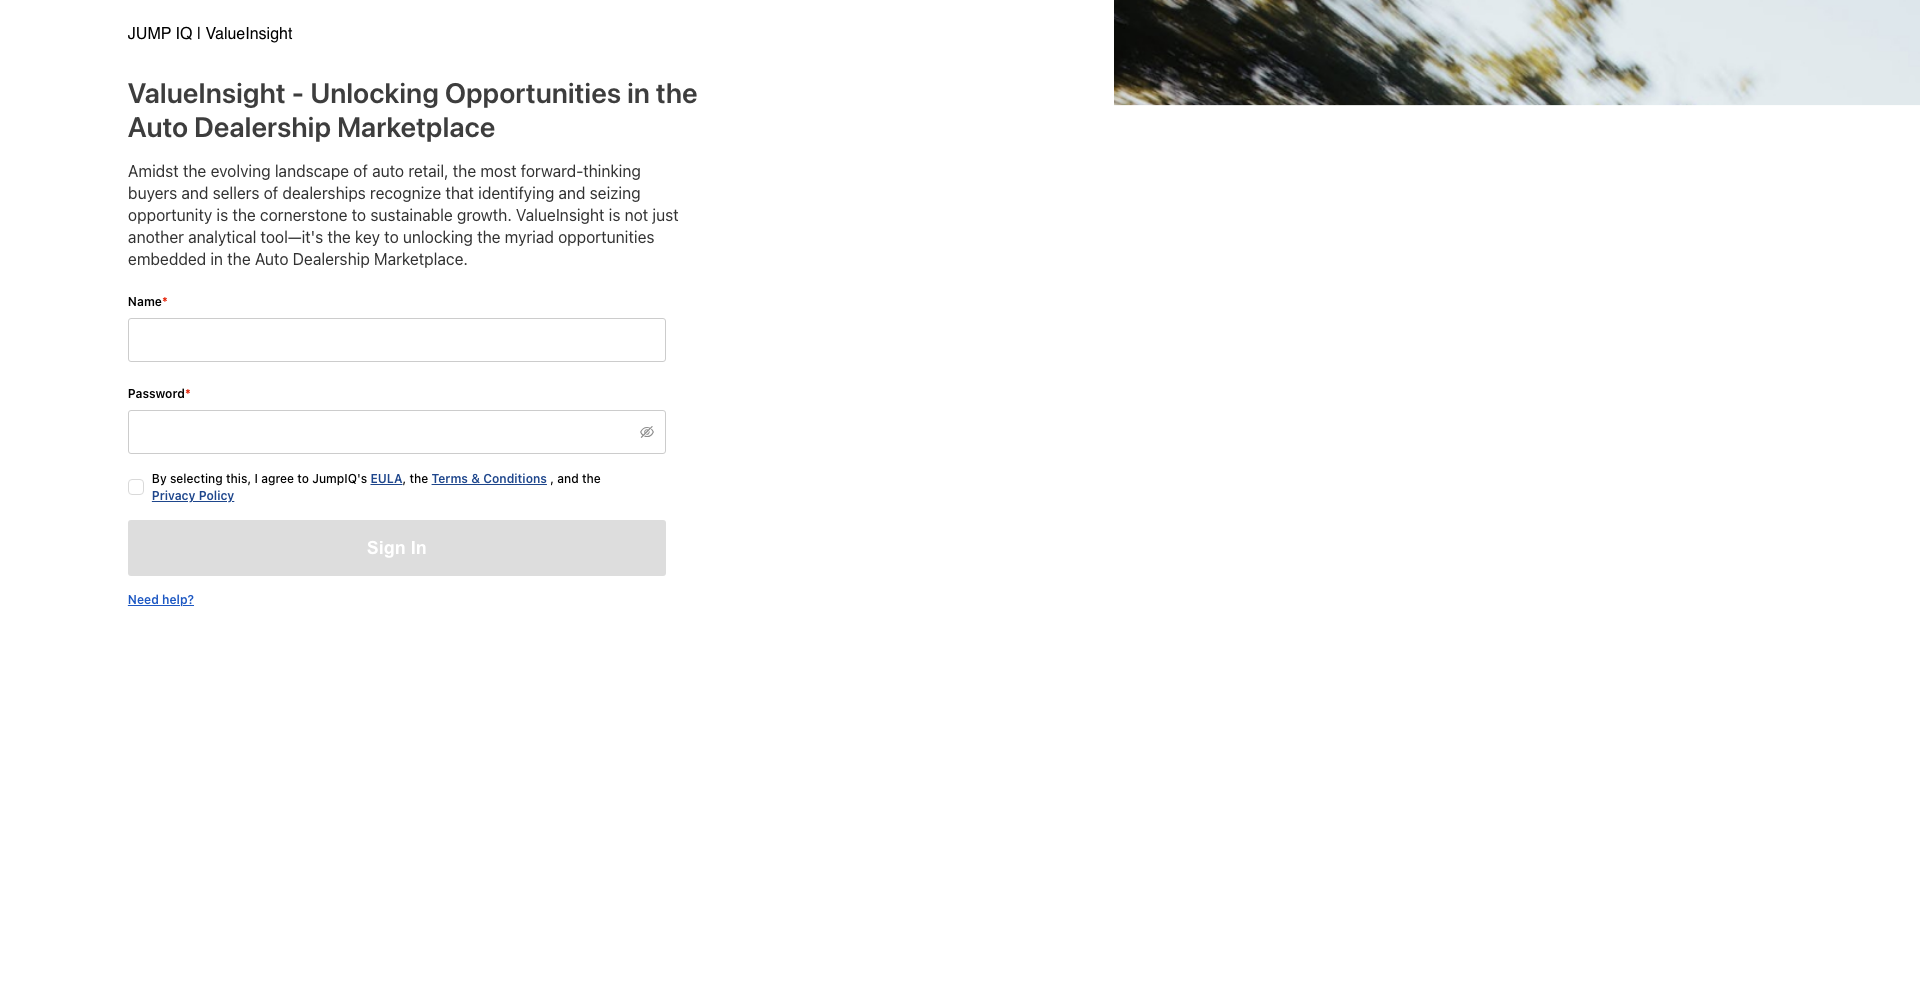 JUMP IQ | ValueInsight
ValueInsight - Unlocking Opportunities in the
Auto Dealership Marketplace
Amidst the evolving landscape of auto retail, the most forward-thinking
buyers and sellers of dealerships recognize that identifying and seizing
opportunity is the cornerstone to sustainable growth. ValueInsight is not just
another analytical tool—it's the key to unlocking the myriad opportunities
embedded in the Auto Dealership Marketplace.
Name*
Password*
By selecting this, I agree to JumpIQ's EULA, the Terms & Conditions , and the
Privacy Policy
Sign In
Need help?